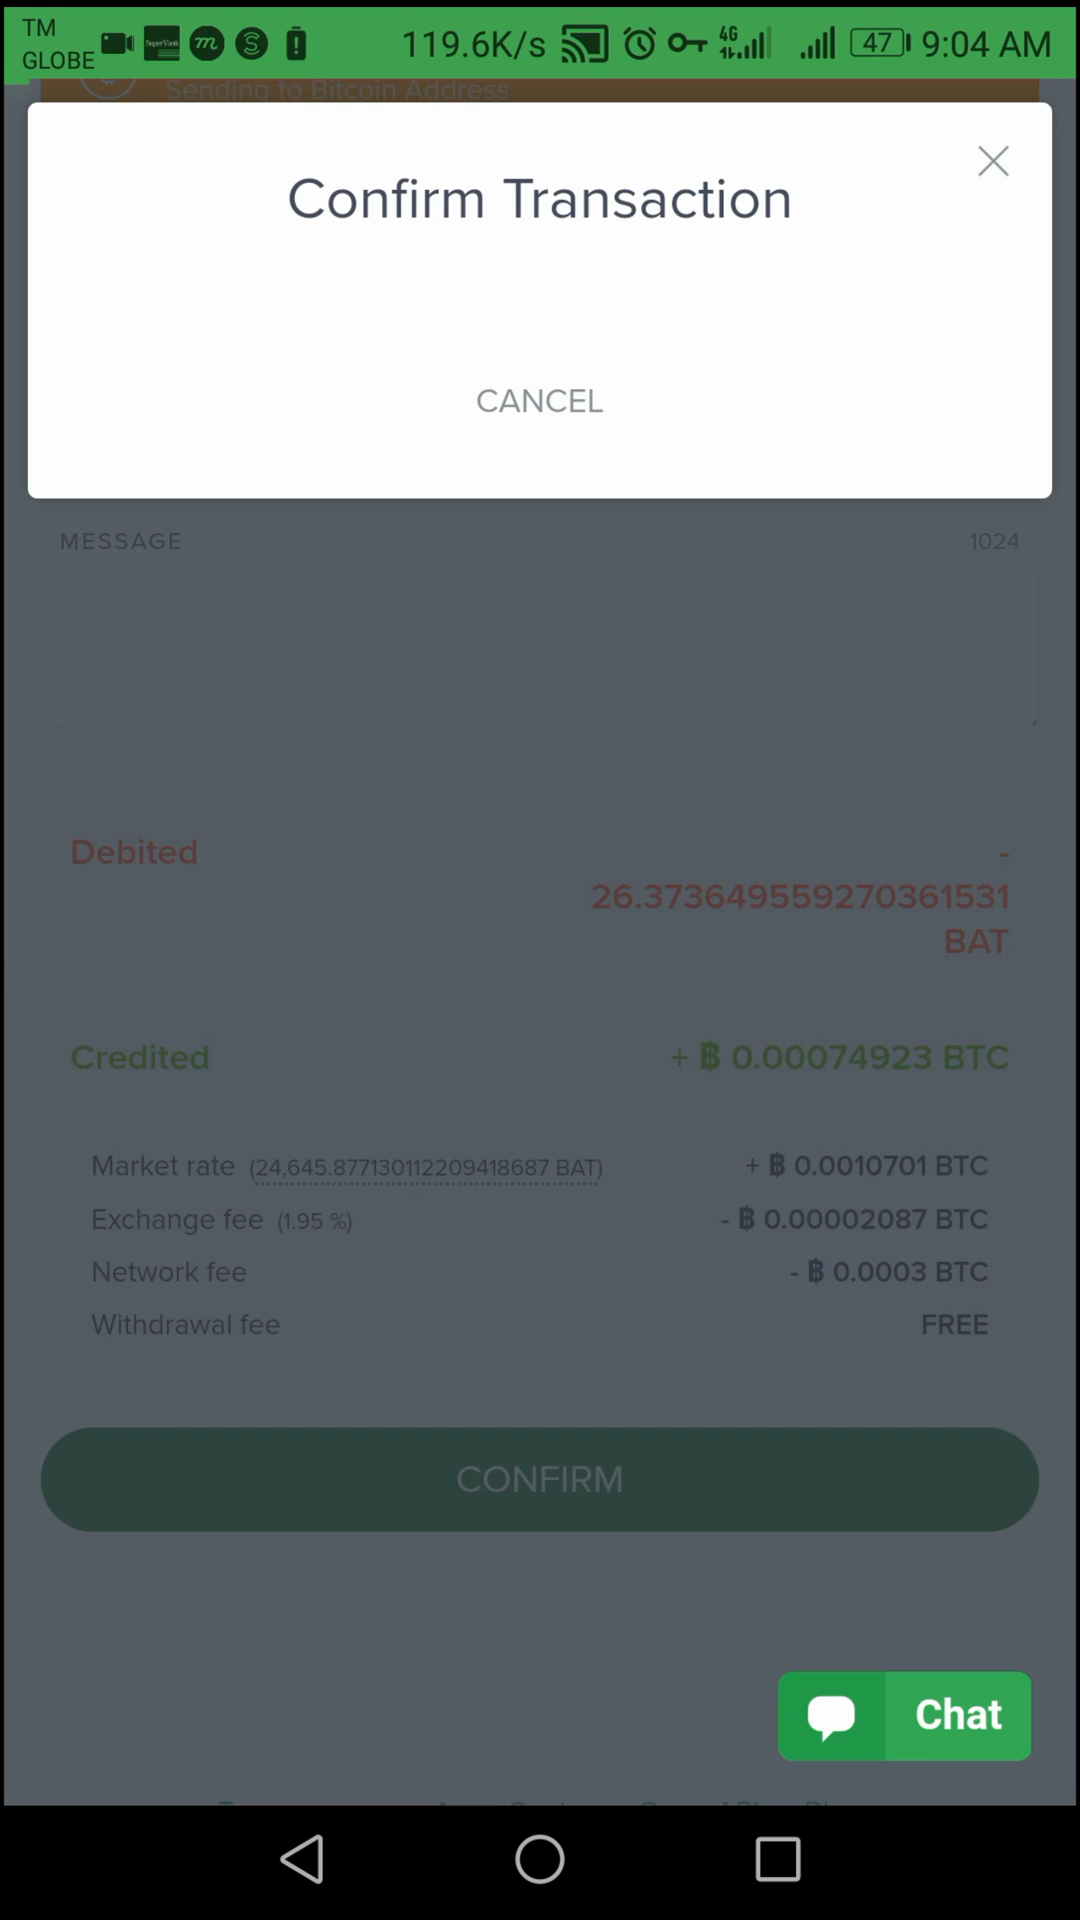 TM
GLOBE
119.6K/s
4G
47
9:04 AM
Sending to Bitcoin Address
Confirm Transaction
CANCEL
MESSAGE
1024
Debited
-
26.373649559270361531
BAT
Credited
+ ฿ 0.00074923 BTC
Market rate (24,645.877130112209418687 BAT)
+ ฿ 0.0010701 BTC
Exchange fee (1.95 %)
- ฿ 0.00002087 BTC
Network fee
- ฿ 0.0003 BTC
Withdrawal fee
FREE
CONFIRM
Chat